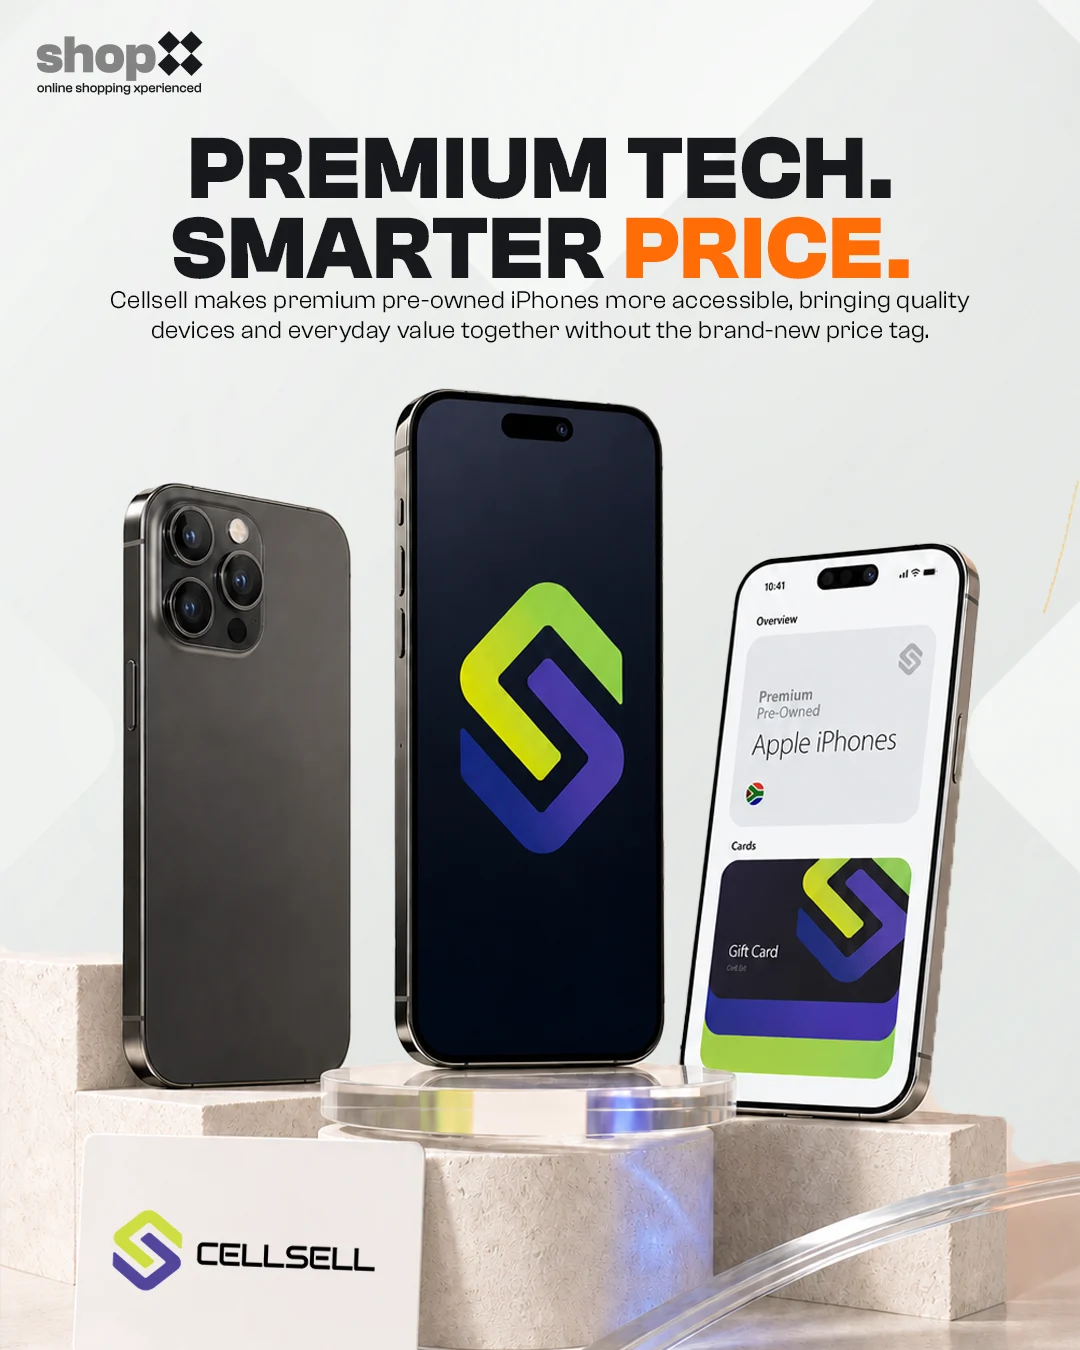 shop
online shopping xperienced
PREMIUM TECH.
SMARTER PRICE.
Cellsell makes premium pre-owned iPhones more accessible, bringing quality
devices and everyday value together without the brand-new price tag.
10:41
Overview
Premium
Pre-Owned
Apple iPhones
Cards
Gift Card
CELLSELL